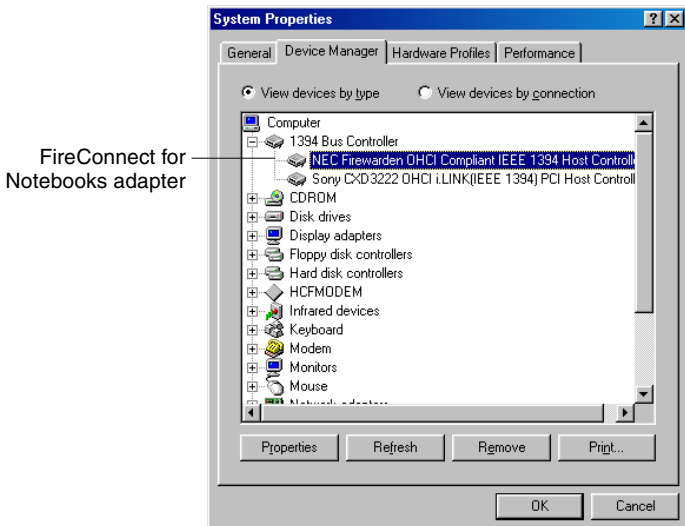 System Properties
General Device Manager Hardware Profiles Performance
View devices by type View devices by connection
Computer
1394 Bus Controller
FireConnect for
Notebooks adapter
NEC Firewarden OHCI Compliant IEEE 1394 Host Controlle
Sony CXD3222 OHCI i.LINK(IEEE 1394) PCI Host Controll
CDROM
Disk drives
Display adapters
Floppy disk controllers
Hard disk controllers
HCFMODEM
Infrared devices
Keyboard
Modem
Monitors
Mouse
Network adapters
Properties Refresh Remove Print...
OK Cancel